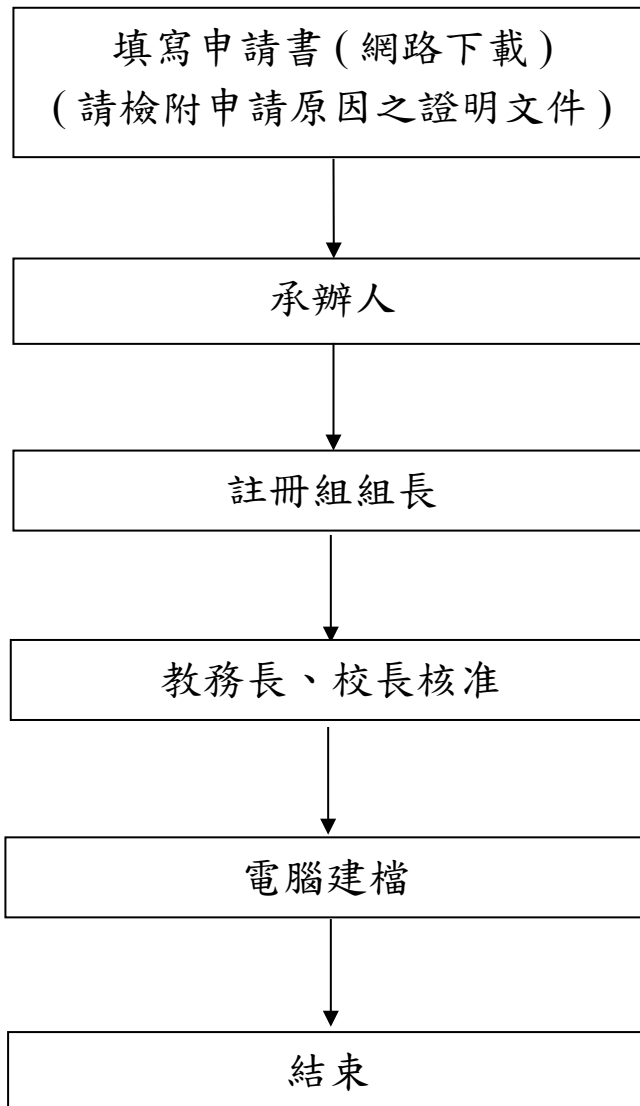 填寫申請書(網路下載)
(請檢附申請原因之證明文件)
承辦人
註冊組組長
教務長、校長核准
電腦建檔
結束